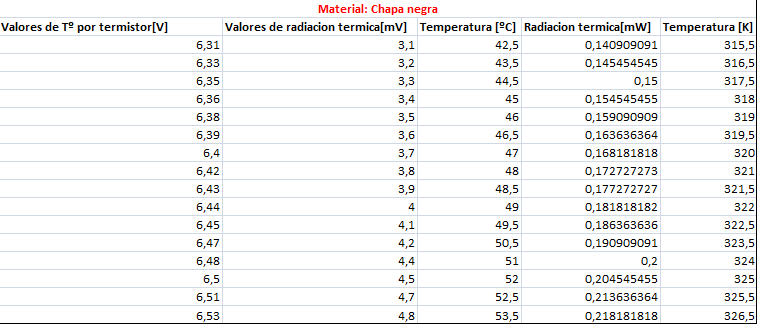 Material: Chapa negra
Valores de Tº por termistor[V] Valores de radiacion termica[mV] Temperatura [ºC] Radiacion termica[mW] Temperatura [K]
6,31 3,1 42,5 0,140909091 315,5
6,33 3,2 43,5 0,145454545 316,5
6,35 3,3 44,5 0,15 317,5
6,36 3,4 45 0,154545455 318
6,38 3,5 46 0,159090909 319
6,39 3,6 46,5 0,163636364 319,5
6,4 3,7 47 0,168181818 320
6,42 3,8 48 0,172727273 321
6,43 3,9 48,5 0,177272727 321,5
6,44 4 49 0,181818182 322
6,45 4,1 49,5 0,186363636 322,5
6,47 4,2 50,5 0,190909091 323,5
6,48 4,4 51 0,2 324
6,5 4,5 52 0,204545455 325
6,51 4,7 52,5 0,213636364 325,5
6,53 4,8 53,5 0,218181818 326,5